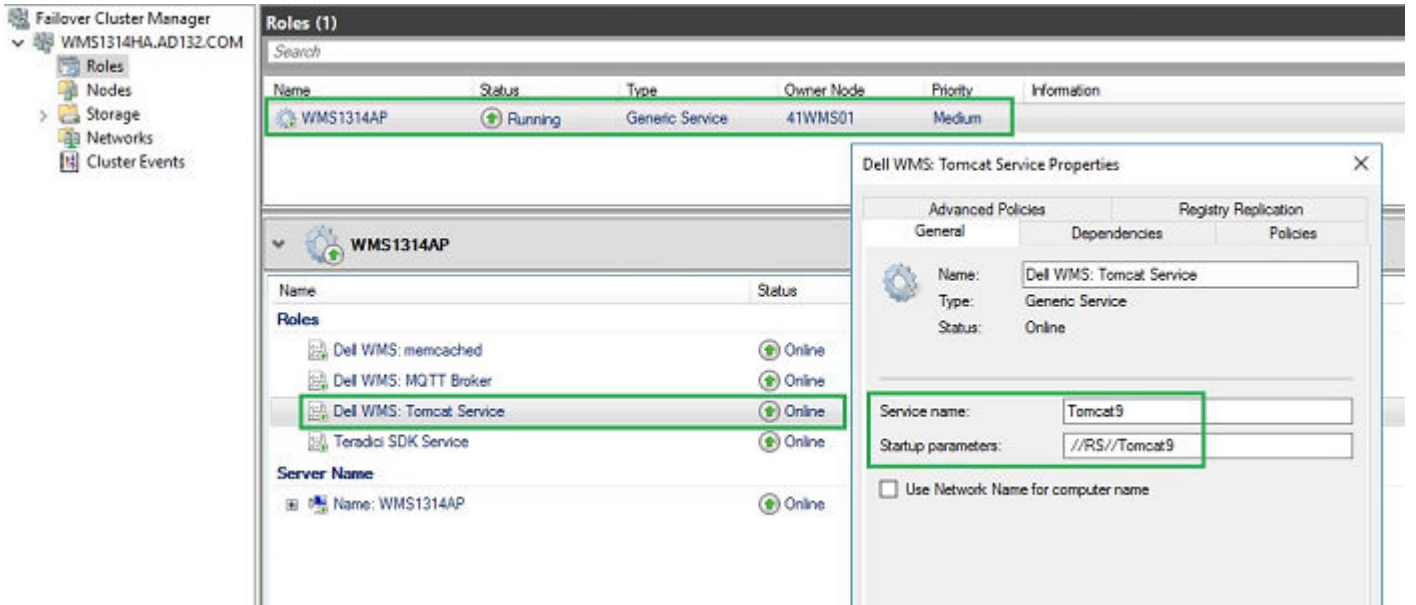 Failover Cluster Manager
WMS1314HA.AD132.COM
Roles
Nodes
Storage
Networks
Cluster Events
Roles (1)
Search
Name Status Type Owner Node Priority Information
WMS1314AP Running Generic Service 41WMS01 Medium
WMS1314AP
Name Status
Roles
Dell WMS: memcached Online
Dell WMS: MQTT Broker Online
Dell WMS: Tomcat Service Online
Teradici SDK Service Online
Server Name
Name: WMS1314AP Online
Dell WMS: Tomcat Service Properties
Advanced Policies Registry Replication
General Dependencies Policies
Name: Dell WMS: Tomcat Service
Type: Generic Service
Status: Online
Service name: Tomcat9
Startup parameters: //RS//Tomcat9
Use Network Name for computer name